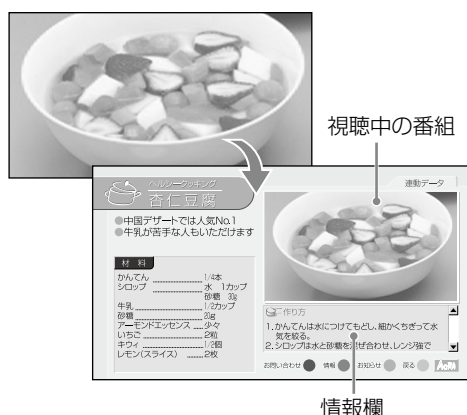 視聴中の番組
連動データ
ヘルシークッキング
杏仁豆腐
●中国デザートでは人気No.1
●牛乳が苦手な人もいただけます
材 料
かんてん 1/4本
シロップ 水 1カップ
砂糖 30g
牛乳 1/2カップ
砂糖 20g
アーモンドエッセンス 少々
いちご 2粒
キウィ 1/2個
レモン(スライス) 2枚
作り方
1.かんてんは水につけてもどし、細かくちぎって水
気を絞る。
2.シロップは水と砂糖を混ぜ合わせ、レンジ強で
お問い合わせ 情報 お知らせ 戻る
情報欄